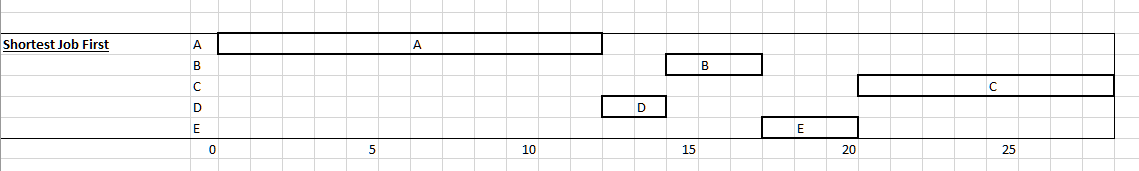 Shortest Job First A A
B B
C C
D D
E E
0 5 10 15 20 25